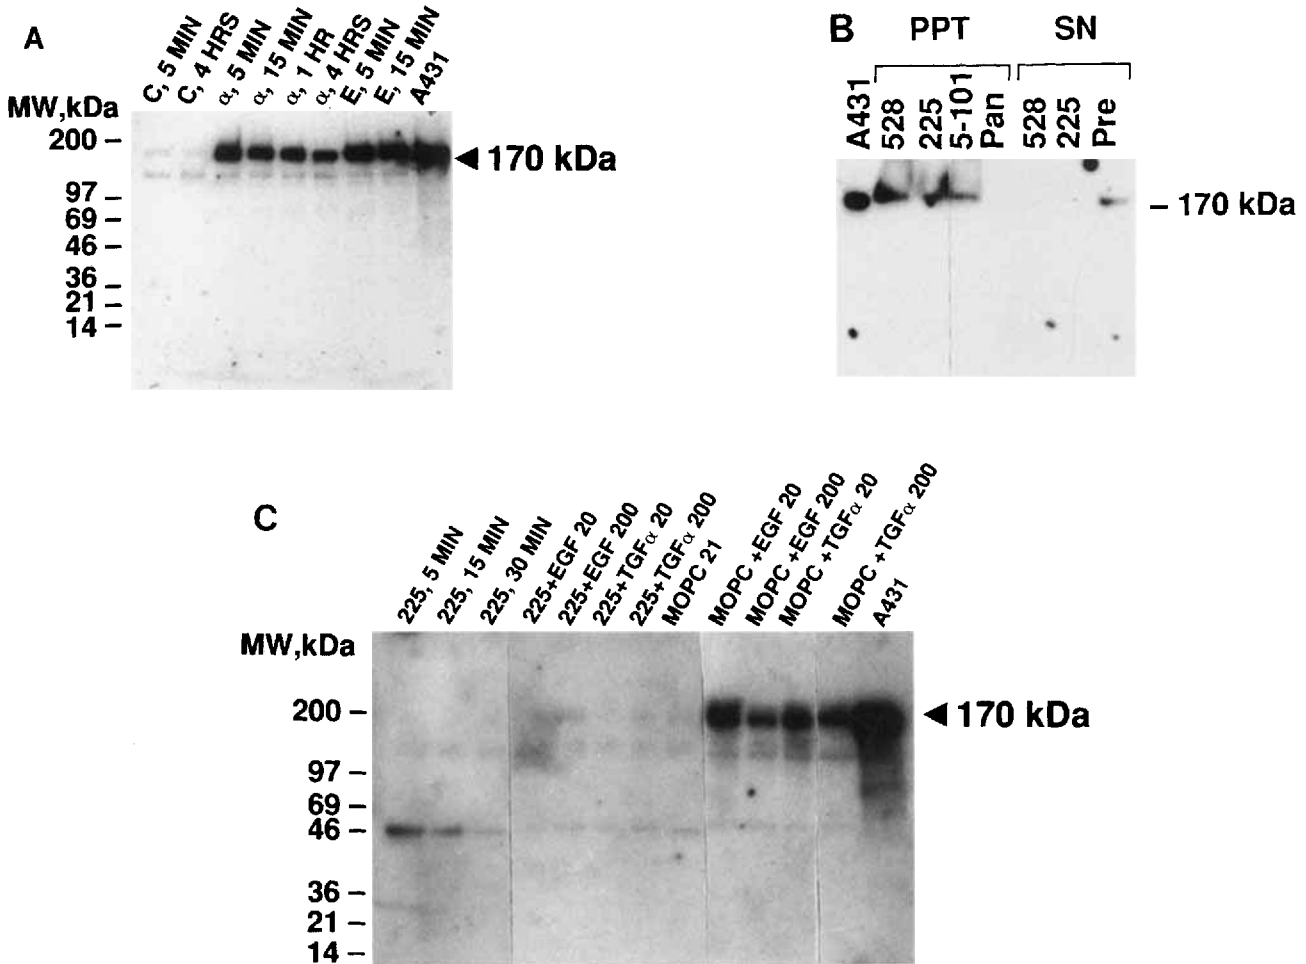 A
C, 5 MIN
C, 4 HRS
α, 5 MIN
α, 15 MIN
α, 1 HR
α, 4 HRS
E, 5 MIN
E, 15 MIN
A431
MW,kDa
200
97
69
46
36
21
14
170 kDa
B
PPT
SN
A431
528
225
5-101
Pan
528
225
Pre
170 kDa
C
225, 5 MIN
225, 15 MIN
225, 30 MIN
225+EGF 20
225+EGF 200
225+TGFα 20
225+TGFα 200
MOPC 21
MOPC +EGF 20
MOPC +EGF 200
MOPC +TGFα 20
MOPC +TGFα 200
A431
MW,kDa
200
97
69
46
36
21
14
170 kDa